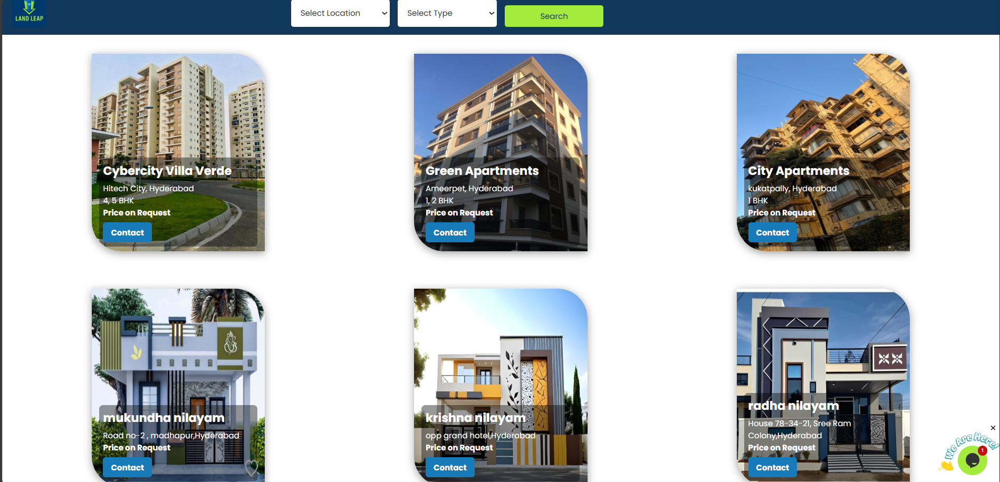 LAND LEAP
Select Location
Select Type
Search
Cybercity Villa Verde
Hitech City, Hyderabad
4, 5 BHK
Price on Request
Contact
Green Apartments
Ameerpet, Hyderabad
1, 2 BHK
Price on Request
Contact
City Apartments
kukatpally, Hyderabad
1 BHK
Price on Request
Contact
mukundha nilayam
Road no-2 , madhapur,Hyderabad
Price on Request
Contact
krishna nilayam
opp grand hotel,Hyderabad
Price on Request
Contact
radha nilayam
House 78-34-21, Sree Ram
Colony,Hyderabad
Price on Request
Contact
We Are Here!
1